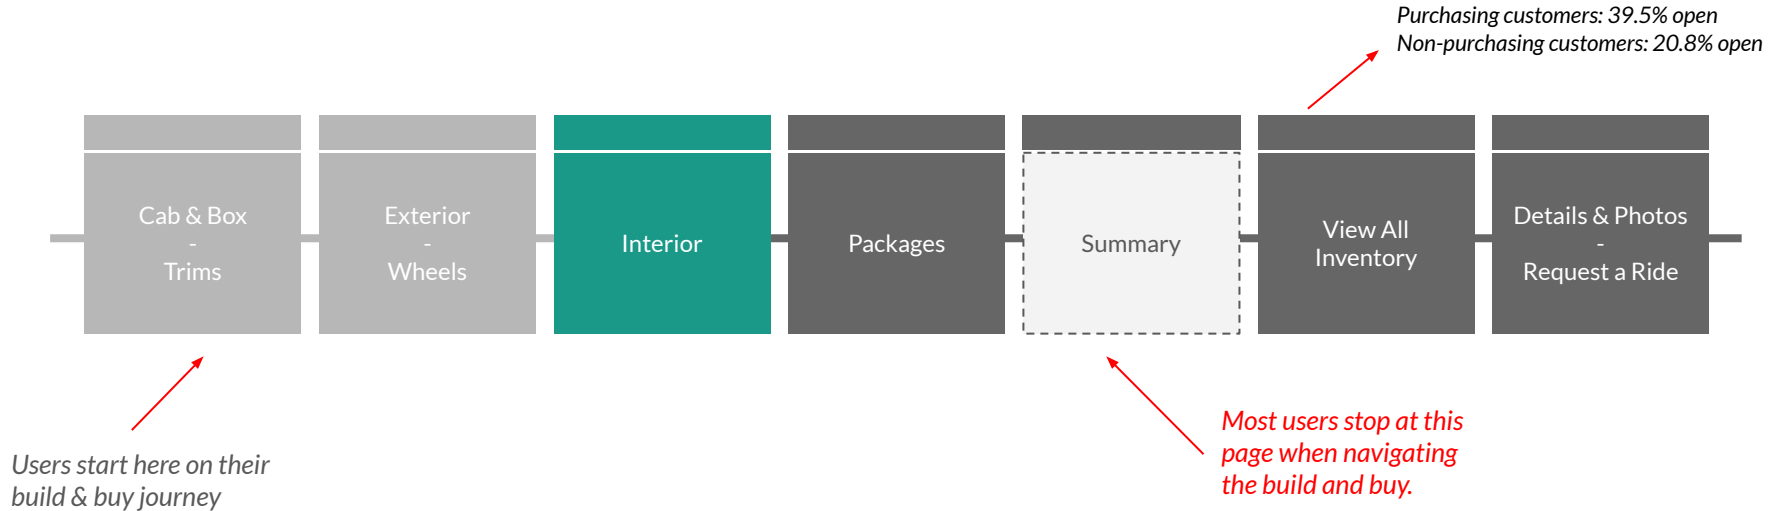 Purchasing customers: 39.5% open
Non-purchasing customers: 20.8% open
Cab & Box
-
Trims
Exterior
-
Wheels
Interior
Packages
Summary
View All
Inventory
Details & Photos
-
Request a Ride
Users start here on their
build & buy journey
Most users stop at this
page when navigating
the build and buy.